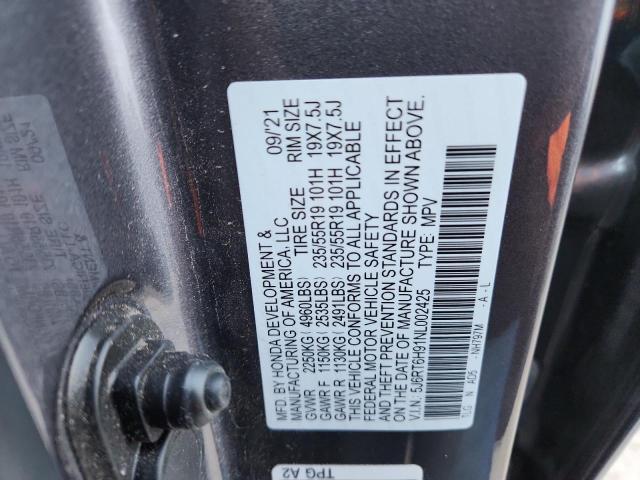 MFD. BY HONDA DEVELOPMENT &
MANUFACTURING OF AMERICA, LLC 09/'21
GVWR 2250KG ( 4960LBS) TIRE SIZE RIM SIZE
GAWR F 1150KG ( 2535LBS) 235/55R19 101H 19X7.5J
GAWR R 1130KG ( 2491LBS) 235/55R19 101H 19X7.5J
THIS VEHICLE CONFORMS TO ALL APPLICABLE
FEDERAL MOTOR VEHICLE SAFETY
AND THEFT PREVENTION STANDARDS IN EFFECT
ON THE DATE OF MANUFACTURE SHOWN ABOVE.
V.I.N.: 5J6RT6H91NL002425 TYPE: MPV
TLG N AD5 -NH797M - A - L
TPG A2